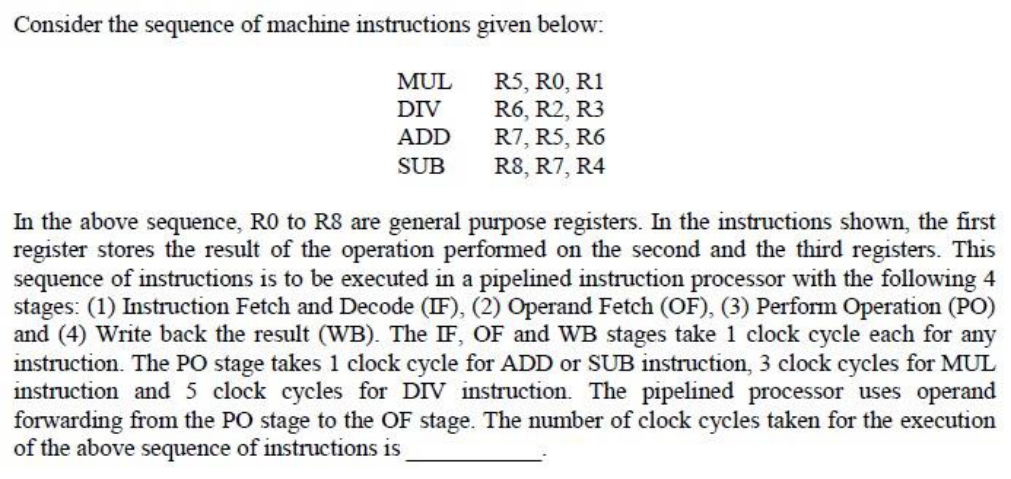 Consider the sequence of machine instructions given below:
MUL R5, R0, R1
DIV R6, R2, R3
ADD R7, R5, R6
SUB R8, R7, R4
In the above sequence, R0 to R8 are general purpose registers. In the instructions shown, the first
register stores the result of the operation performed on the second and the third registers. This
sequence of instructions is to be executed in a pipelined instruction processor with the following 4
stages: (1) Instruction Fetch and Decode (IF), (2) Operand Fetch (OF), (3) Perform Operation (PO)
and (4) Write back the result (WB). The IF, OF and WB stages take 1 clock cycle each for any
instruction. The PO stage takes 1 clock cycle for ADD or SUB instruction, 3 clock cycles for MUL
instruction and 5 clock cycles for DIV instruction. The pipelined processor uses operand
forwarding from the PO stage to the OF stage. The number of clock cycles taken for the execution
of the above sequence of instructions is ____________.